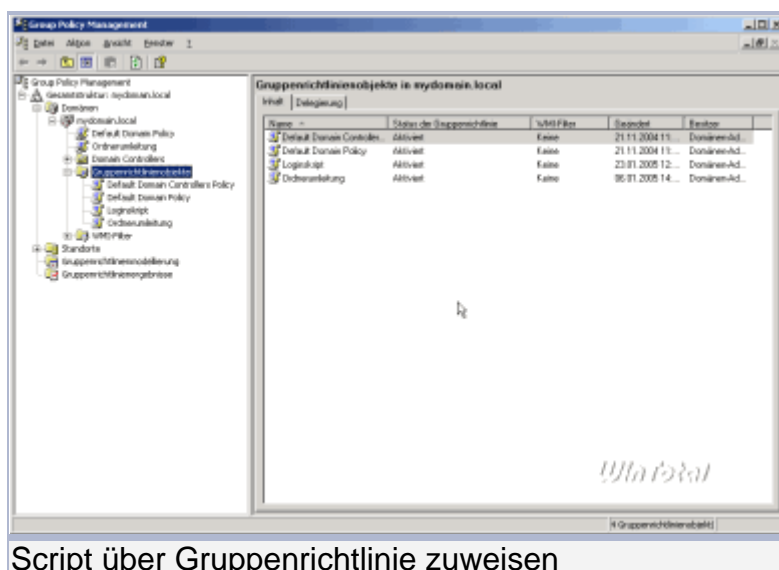 Group Policy Management
Datei Aktion Ansicht Fenster ?
Group Policy Management
Gesamtstruktur: mydomain.local
Domänen
mydomain.local
Default Domain Policy
Ordnerumleitung
Domain Controllers
Gruppenrichtlinienobjekte
Default Domain Controllers Policy
Default Domain Policy
Loginskript
Ordnerumleitung
WMI-Filter
Standorte
Gruppenrichtlinienmodellierung
Gruppenrichtlinienergebnisse
Gruppenrichtlinienobjekte in mydomain.local
Inhalt Delegierung
Name Status der Gruppenrichtlinie WMI-Filter Geändert Besitzer
Default Domain Controller... Aktiviert Keine 21.11.2004 11:... Domänen-Ad...
Default Domain Policy Aktiviert Keine 21.11.2004 11:... Domänen-Ad...
Loginskript Aktiviert Keine 23.01.2005 12:... Domänen-Ad...
Ordnerumleitung Aktiviert Keine 06.01.2005 14:... Domänen-Ad...
WinTotal
4 Gruppenrichtlinienobjekt(e)
Script über Gruppenrichtlinie zuweisen